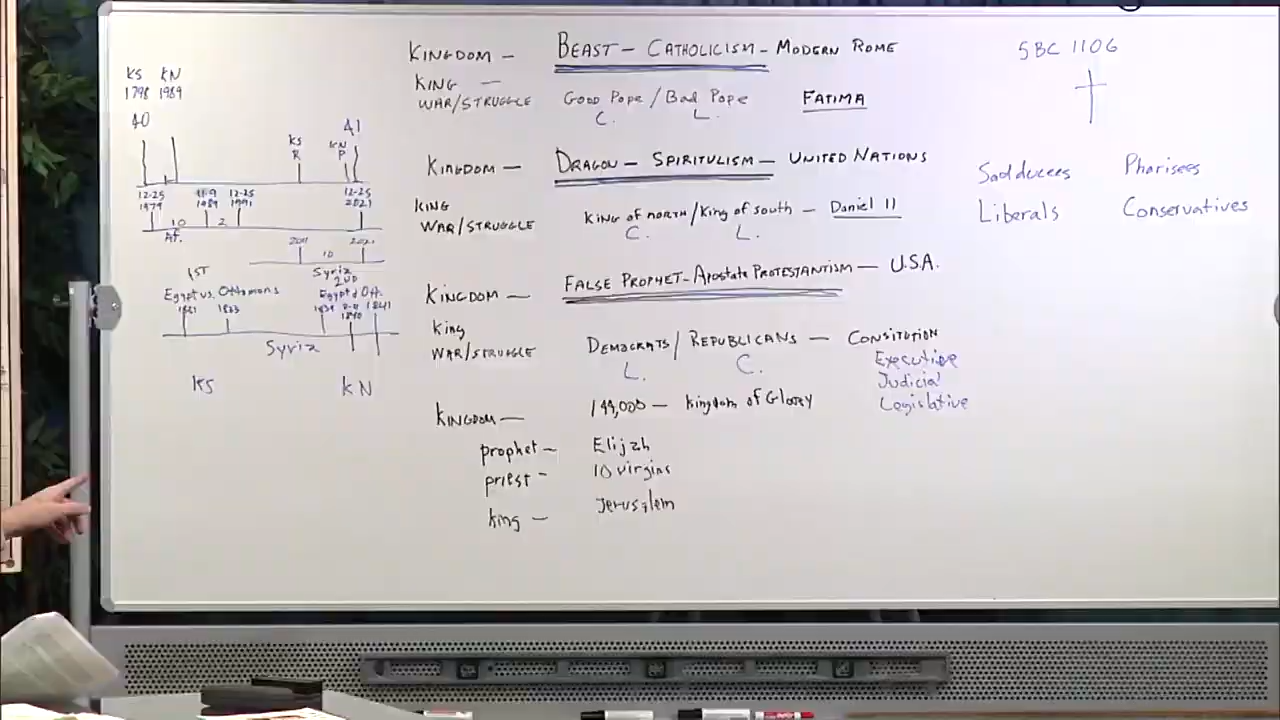 KS KN
1798 1989
40
41
KS
R
KN
P
12-25
1979
11-9
1989
12-25
1991
12-25
2021
10
2
Af.
2011
2021
10
Syria
1ST
2ND
Egypt vs. Ottomans
Egypt & Ott.
1833
1839
1840
1841
Syria
KS
KN
KINGDOM — BEAST — CATHOLICISM — MODERN ROME
KING —
WAR/STRUGGLE Good Pope / Bad Pope FATIMA
C. L.
KINGDOM — DRAGON — SPIRITULISM — UNITED NATIONS
KING
WAR/STRUGGLE KING OF NORTH/King of south — Daniel 11
C. L.
KINGDOM — FALSE PROPHET - Apostate PROTESTANTISM — U.S.A.
King
WAR/STRUGGLE DEMOCRATS / REPUBLICANS — CONSITUTION
L. C.
Executive
Judicial
Legislative
KINGDOM — 144,000 — Kingdom of Glorey
prophet — Elijah
priest - 10 virgins
king — Jerusalem
5BC 1106
Sadducees Pharisees
Liberals Conservatives